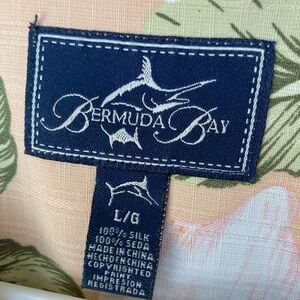 BERMUDA BAY
L/G
100% SILK
100% SEDA
MADE IN CHINA
HECHO EN CHINA
COPYRIGHTED
PRINT
IMPRESION
REGISTRADA